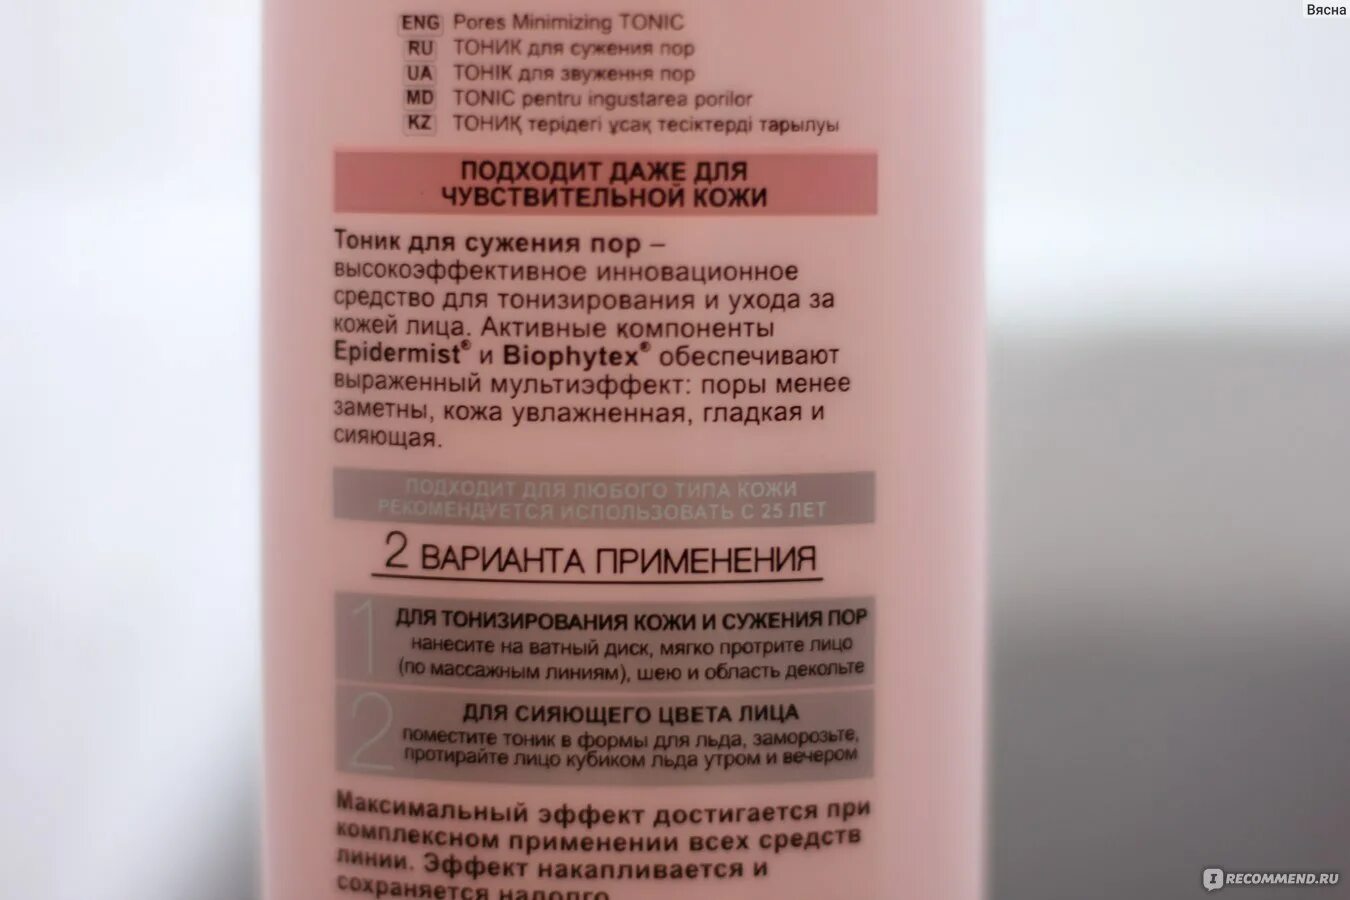 Вясна
ENG Pores Minimizing TONIC
RU ТОНИК для сужения пор
UA ТОНІК для звуження пор
MD TONIC pentru ingustarea porilor
KZ ТОНИҚ терідегі ұсақ тесіктерді тарылуы
ПОДХОДИТ ДАЖЕ ДЛЯ
ЧУВСТВИТЕЛЬНОЙ КОЖИ
Тоник для сужения пор –
высокоэффективное инновационное
средство для тонизирования и ухода за
кожей лица. Активные компоненты
Epidermist® и Biophytex® обеспечивают
выраженный мультиэффект: поры менее
заметны, кожа увлажненная, гладкая и
сияющая.
ПОДХОДИТ ДЛЯ ЛЮБОГО ТИПА КОЖИ
РЕКОМЕНДУЕТСЯ ИСПОЛЬЗОВАТЬ С 25 ЛЕТ
2 ВАРИАНТА ПРИМЕНЕНИЯ
1 ДЛЯ ТОНИЗИРОВАНИЯ КОЖИ И СУЖЕНИЯ ПОР
нанесите на ватный диск, мягко протрите лицо
(по массажным линиям), шею и область декольте
2 ДЛЯ СИЯЮЩЕГО ЦВЕТА ЛИЦА
поместите тоник в формы для льда, заморозьте,
протирайте лицо кубиком льда утром и вечером
Максимальный эффект достигается при
комплексном применении всех средств
линии. Эффект накапливается и
сохраняется надолго.
IRECOMMEND.RU